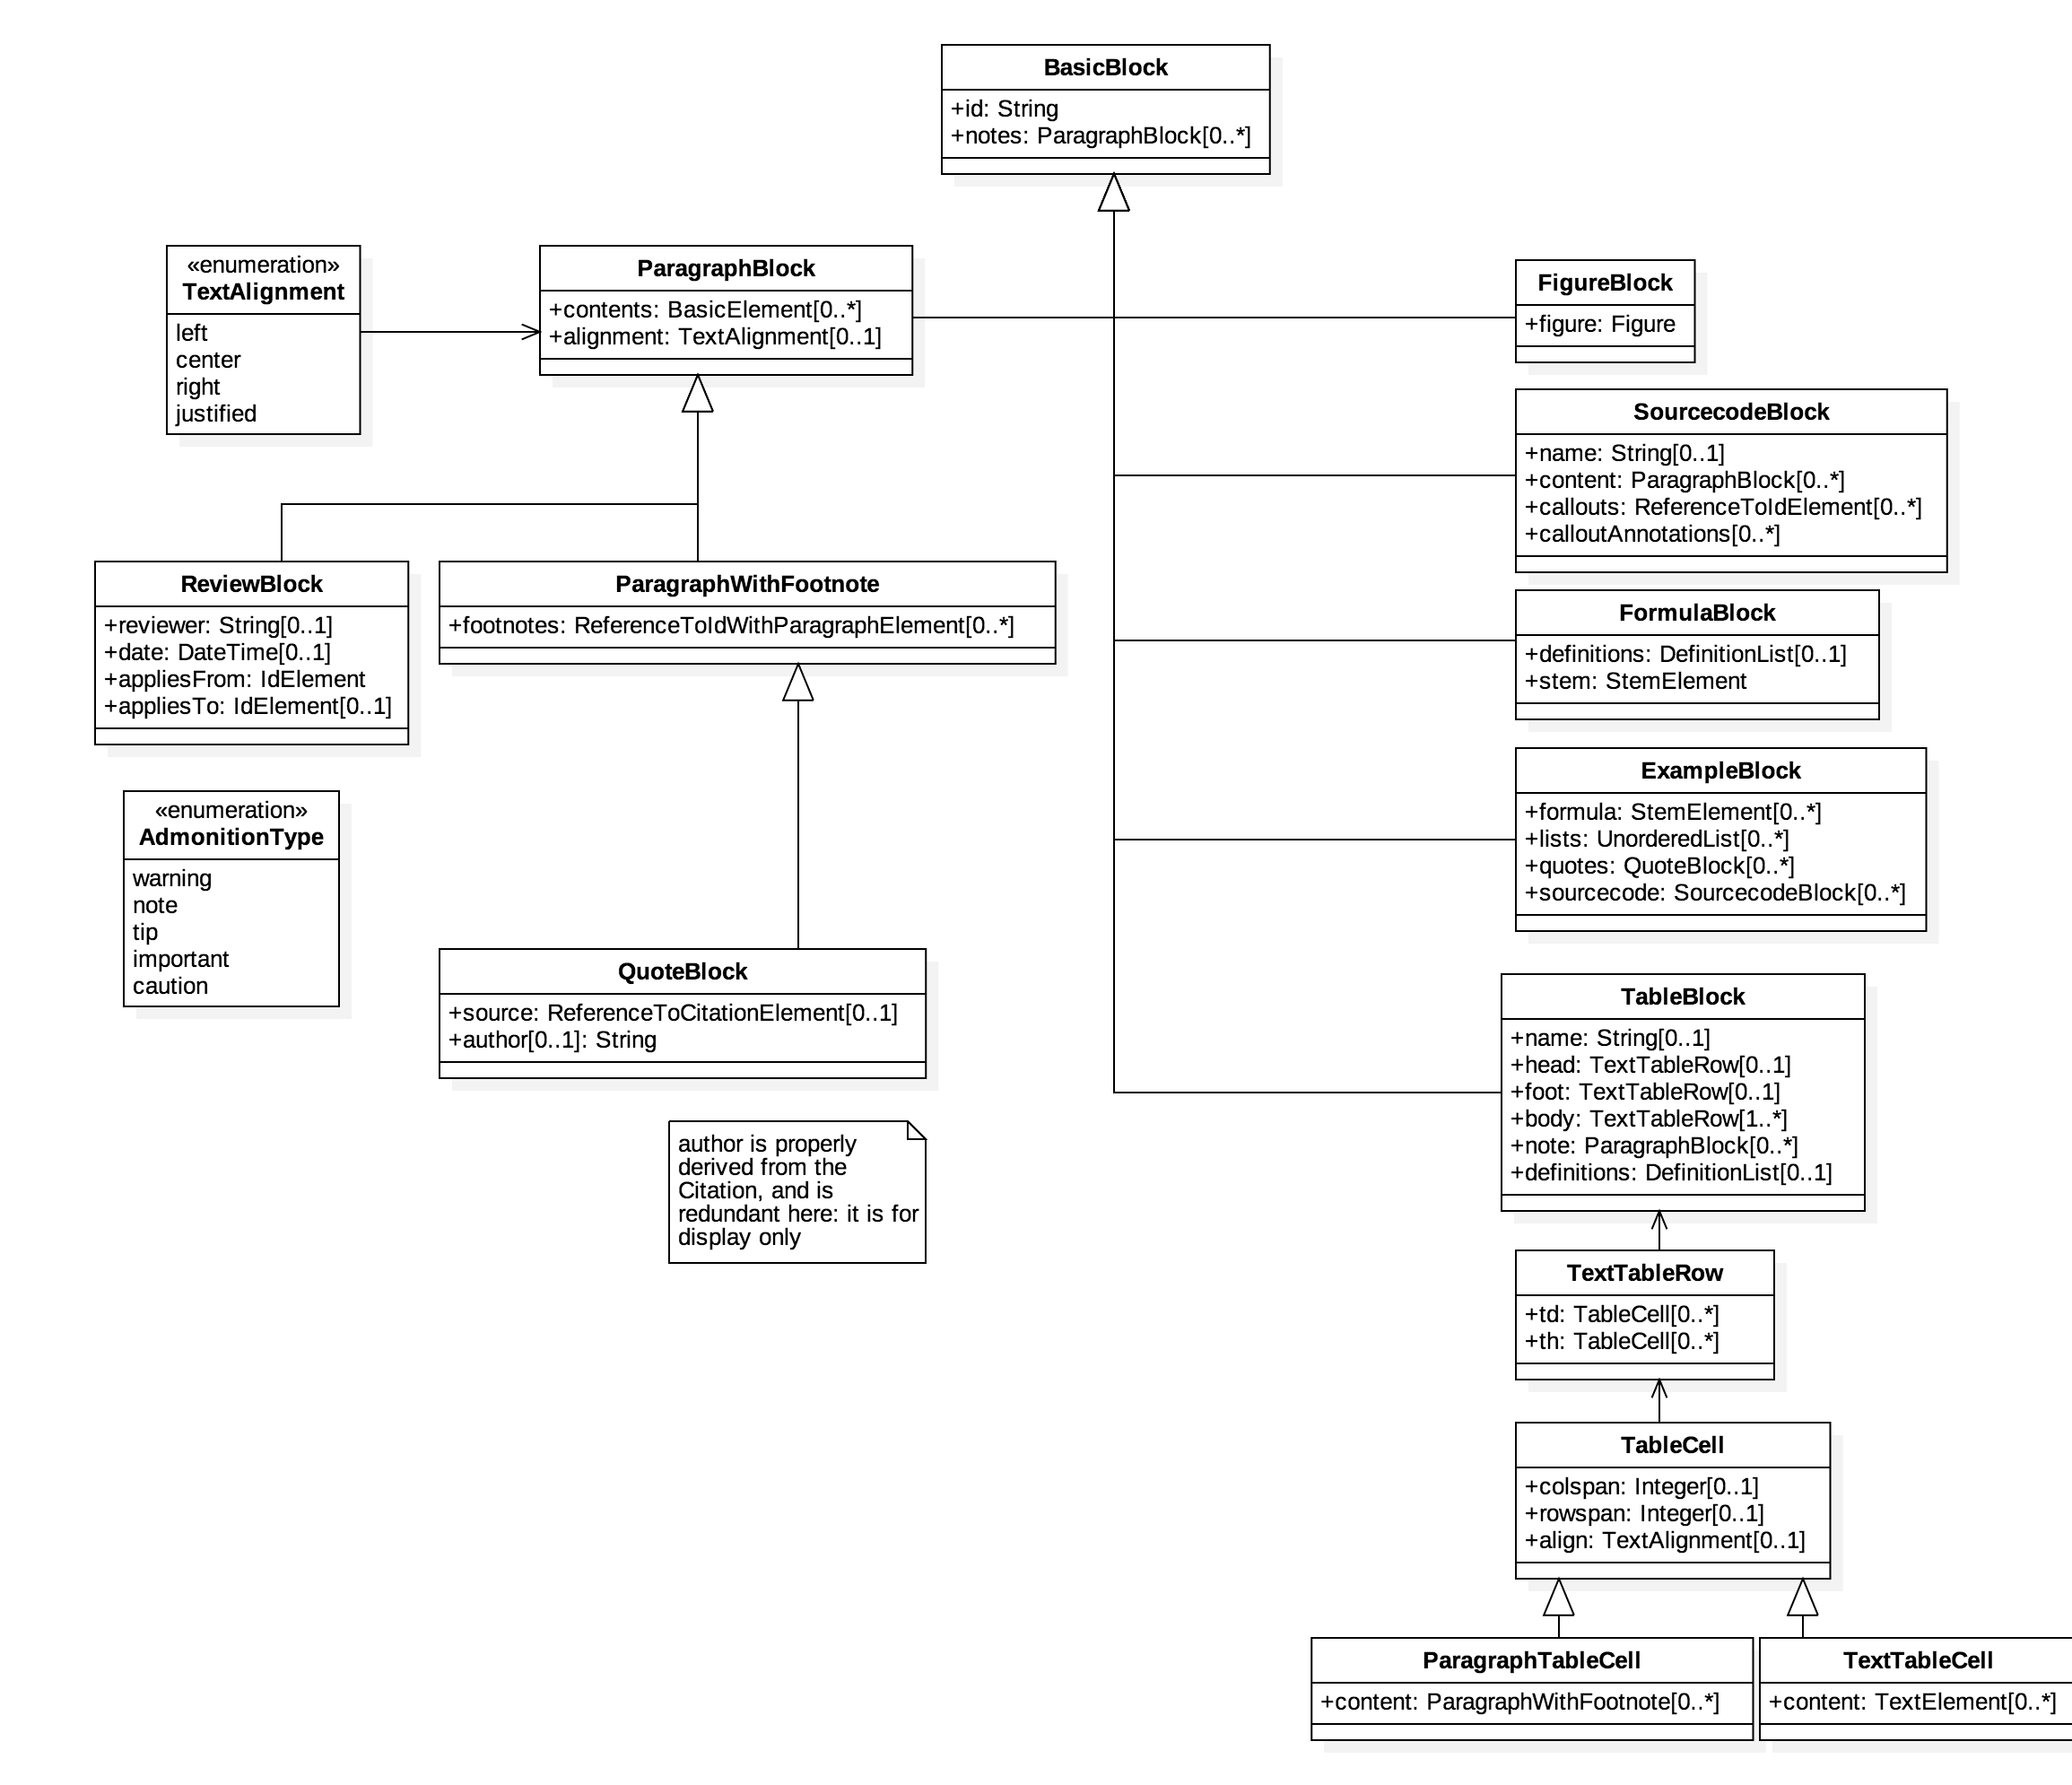 BasicBlock
+id: String
+notes: ParagraphBlock[0..*]
«enumeration»
TextAlignment
left
center
right
justified
ParagraphBlock
+contents: BasicElement[0..*]
+alignment: TextAlignment[0..1]
FigureBlock
+figure: Figure
SourcecodeBlock
+name: String[0..1]
+content: ParagraphBlock[0..*]
+callouts: ReferenceToIdElement[0..*]
+calloutAnnotations[0..*]
ReviewBlock
+reviewer: String[0..1]
+date: DateTime[0..1]
+appliesFrom: IdElement
+appliesTo: IdElement[0..1]
ParagraphWithFootnote
+footnotes: ReferenceToIdWithParagraphElement[0..*]
FormulaBlock
+definitions: DefinitionList[0..1]
+stem: StemElement
«enumeration»
AdmonitionType
warning
note
tip
important
caution
ExampleBlock
+formula: StemElement[0..*]
+lists: UnorderedList[0..*]
+quotes: QuoteBlock[0..*]
+sourcecode: SourcecodeBlock[0..*]
QuoteBlock
+source: ReferenceToCitationElement[0..1]
+author[0..1]: String
author is properly
derived from the
Citation, and is
redundant here: it is for
display only
TableBlock
+name: String[0..1]
+head: TextTableRow[0..1]
+foot: TextTableRow[0..1]
+body: TextTableRow[1..*]
+note: ParagraphBlock[0..*]
+definitions: DefinitionList[0..1]
TextTableRow
+td: TableCell[0..*]
+th: TableCell[0..*]
TableCell
+colspan: Integer[0..1]
+rowspan: Integer[0..1]
+align: TextAlignment[0..1]
ParagraphTableCell
+content: ParagraphWithFootnote[0..*]
TextTableCell
+content: TextElement[0..*]